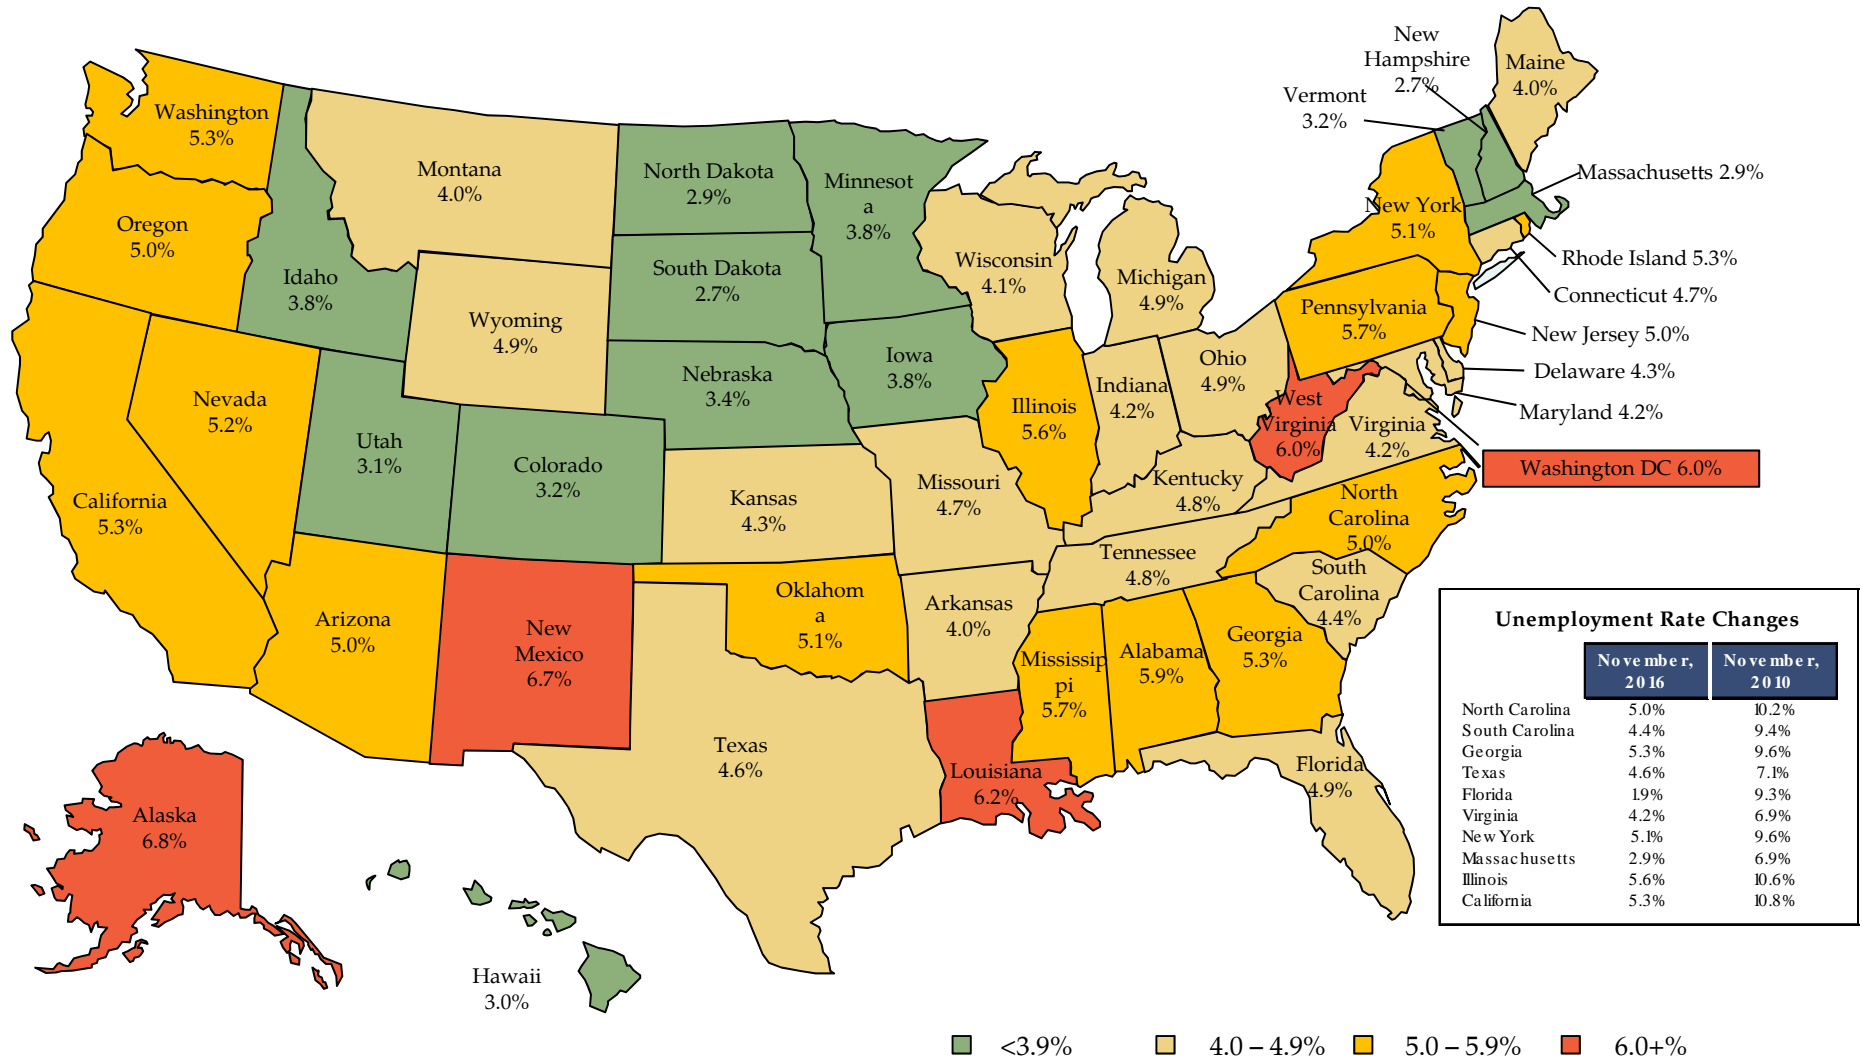 New
Hampshire
2.7%
Maine
4.0%
Vermont
3.2%
Washington
5.3%
Montana
4.0%
North Dakota
2.9%
Minnesot
a
3.8%
Massachusetts 2.9%
Oregon
5.0%
New York
5.1%
Idaho
3.8%
South Dakota
2.7%
Wisconsin
4.1%
Michigan
4.9%
Rhode Island 5.3%
Connecticut 4.7%
Wyoming
4.9%
Pennsylvania
5.7%
New Jersey 5.0%
Iowa
3.8%
Ohio
4.9%
Delaware 4.3%
Nebraska
3.4%
Indiana
4.2%
Nevada
5.2%
Illinois
5.6%
West
Virginia
6.0%
Virginia
4.2%
Maryland 4.2%
Utah
3.1%
Colorado
3.2%
Washington DC 6.0%
California
5.3%
Kansas
4.3%
Missouri
4.7%
Kentucky
4.8%
North
Carolina
5.0%
Tennessee
4.8%
South
Carolina
4.4%
Arizona
5.0%
New
Mexico
6.7%
Oklahom
a
5.1%
Arkansas
4.0%
Mississip
pi
5.7%
Alabama
5.9%
Georgia
5.3%
Texas
4.6%
Louisiana
6.2%
Florida
4.9%
Alaska
6.8%
Hawaii
3.0%
Unemployment Rate Changes
November, 2016 November, 2010
North Carolina 5.0% 10.2%
South Carolina 4.4% 9.4%
Georgia 5.3% 9.6%
Texas 4.6% 7.1%
Florida 1.9% 9.3%
Virginia 4.2% 6.9%
New York 5.1% 9.6%
Massachusetts 2.9% 6.9%
Illinois 5.6% 10.6%
California 5.3% 10.8%
<3.9% 4.0 – 4.9% 5.0 – 5.9% 6.0+%